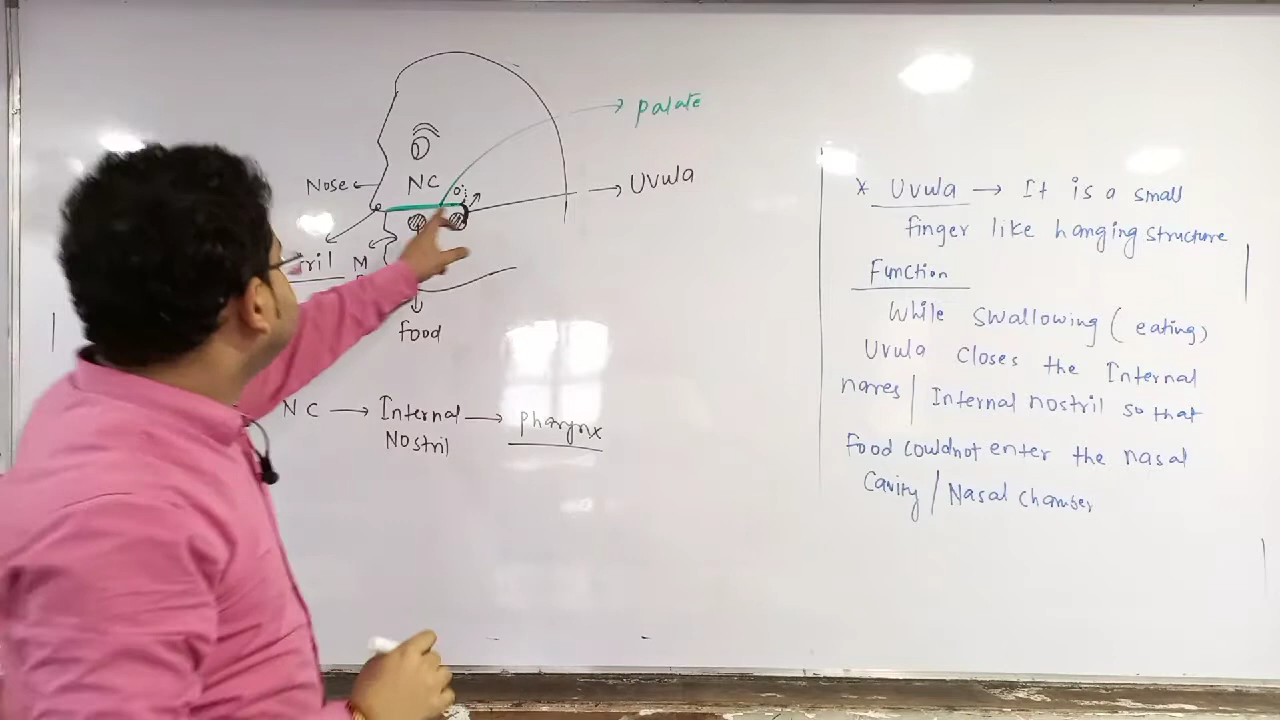 palate
Nose
NC
Uvula
M
food
NC → Internal → pharynx
Nostril
* Uvula → It is a small
finger like hanging structure
Function
While swallowing (eating)
Uvula closes the Internal
nares / Internal nostril so that
food couldnot enter the nasal
cavity / Nasal chamber